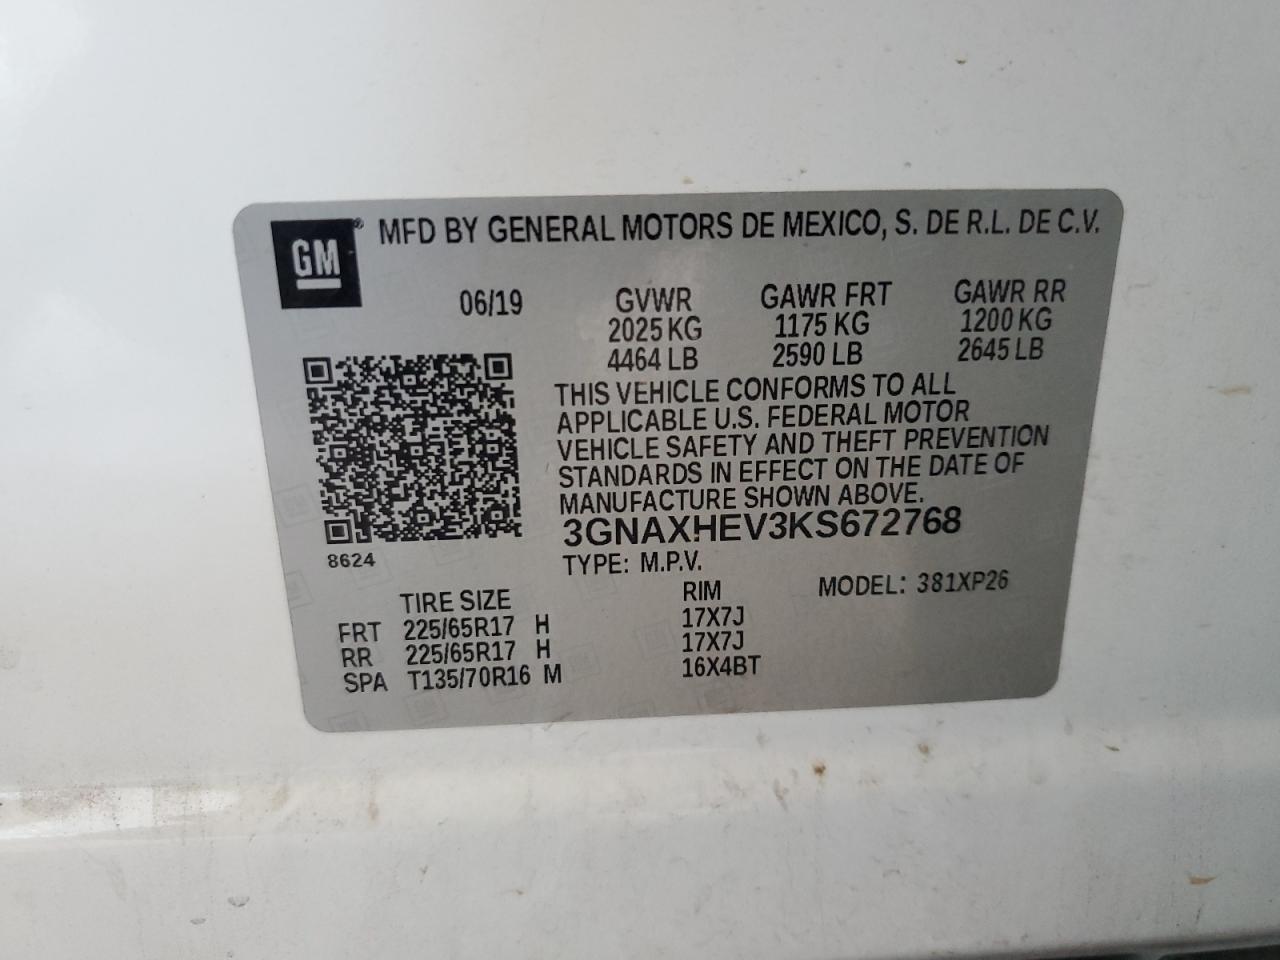 GM® MFD BY GENERAL MOTORS DE MEXICO, S. DE R.L. DE C.V.
06/19 GVWR GAWR FRT GAWR RR
2025 KG 1175 KG 1200 KG
4464 LB 2590 LB 2645 LB
THIS VEHICLE CONFORMS TO ALL
APPLICABLE U.S. FEDERAL MOTOR
VEHICLE SAFETY AND THEFT PREVENTION
STANDARDS IN EFFECT ON THE DATE OF
MANUFACTURE SHOWN ABOVE.
3GNAXHEV3KS672768
8624
TYPE: M.P.V. MODEL: 381XP26
TIRE SIZE RIM
FRT 225/65R17 H 17X7J
RR 225/65R17 H 17X7J
SPA T135/70R16 M 16X4BT